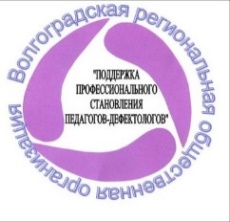 Волгоградская региональная общественная организация
"ПОДДЕРЖКА
ПРОФЕССИОНАЛЬНОГО
СТАНОВЛЕНИЯ
ПЕДАГОГОВ-ДЕФЕКТОЛОГОВ"